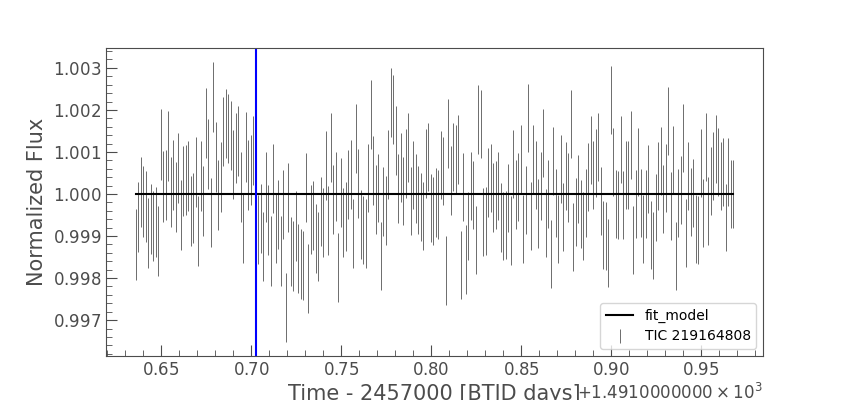 1.003
1.002
1.001
1.000
0.999
0.998
0.997
Normalized Flux
fit_model
TIC 219164808
0.65 0.70 0.75 0.80 0.85 0.90 0.95
Time - 2457000 [BTJD days]
+1.4910000000 × 10³